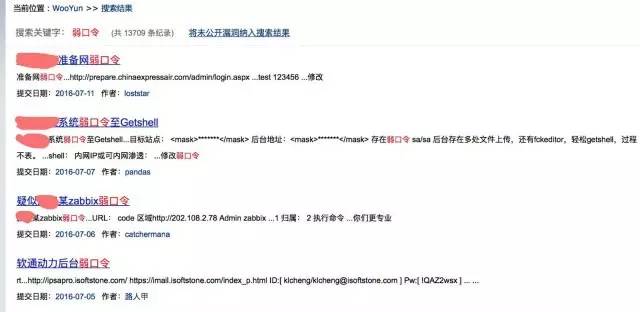 当前位置：WooYun >> 搜索结果
搜索关键字：弱口令 (共 13709 条纪录) 将未公开漏洞纳入搜索结果
准备网弱口令
准备网弱口令...http://prepare.chinaexpressair.com/admin/login.aspx ...test 123456 ...修改
提交日期：2016-07-11 作者：loststar
系统弱口令至Getshell
系统弱口令至Getshell...目标站点： <mask>*******</mask> 后台地址：<mask>*******</mask> 存在弱口令 sa/sa 后台存在多处文件上传，还有fckeditor，轻松getshell，过程
不表。 ...shell： 内网IP或可内网渗透： ...修改弱口令
提交日期：2016-07-07 作者：pandas
疑似某zabbix弱口令
某zabbix弱口令...URL： code 区域http://202.108.2.78 Admin zabbix ...1 归属： 2 执行命令 ...你们更专业
提交日期：2016-07-06 作者：catchermana
软通动力后台弱口令
rt...http://ipsapro.isoftstone.com/ https://mail.isoftstone.com/index_p.html ID:[ klcheng/klcheng@isoftstone.com ] Pw:[ !QAZ2wsx ] ... ...
提交日期：2016-07-05 作者：路人甲